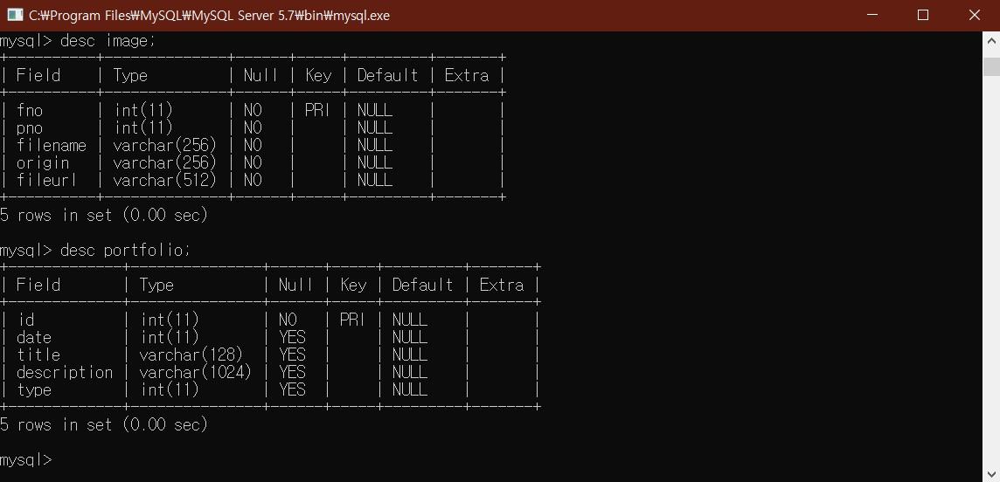 C:₩Program Files₩MySQL₩MySQL Server 5.7₩bin₩mysql.exe
mysql> desc image;
+----------+--------------+------+-----+---------+-------+
| Field    | Type         | Null | Key | Default | Extra |
+----------+--------------+------+-----+---------+-------+
| fno      | int(11)      | NO   | PRI | NULL    |       |
| pno      | int(11)      | NO   |     | NULL    |       |
| filename | varchar(256) | NO   |     | NULL    |       |
| origin   | varchar(256) | NO   |     | NULL    |       |
| fileurl  | varchar(512) | NO   |     | NULL    |       |
+----------+--------------+------+-----+---------+-------+
5 rows in set (0.00 sec)
mysql> desc portfolio;
+-------------+---------------+------+-----+---------+-------+
| Field       | Type          | Null | Key | Default | Extra |
+-------------+---------------+------+-----+---------+-------+
| id          | int(11)       | NO   | PRI | NULL    |       |
| date        | int(11)       | YES  |     | NULL    |       |
| title       | varchar(128)  | YES  |     | NULL    |       |
| description | varchar(1024) | YES  |     | NULL    |       |
| type        | int(11)       | YES  |     | NULL    |       |
+-------------+---------------+------+-----+---------+-------+
5 rows in set (0.00 sec)
mysql>